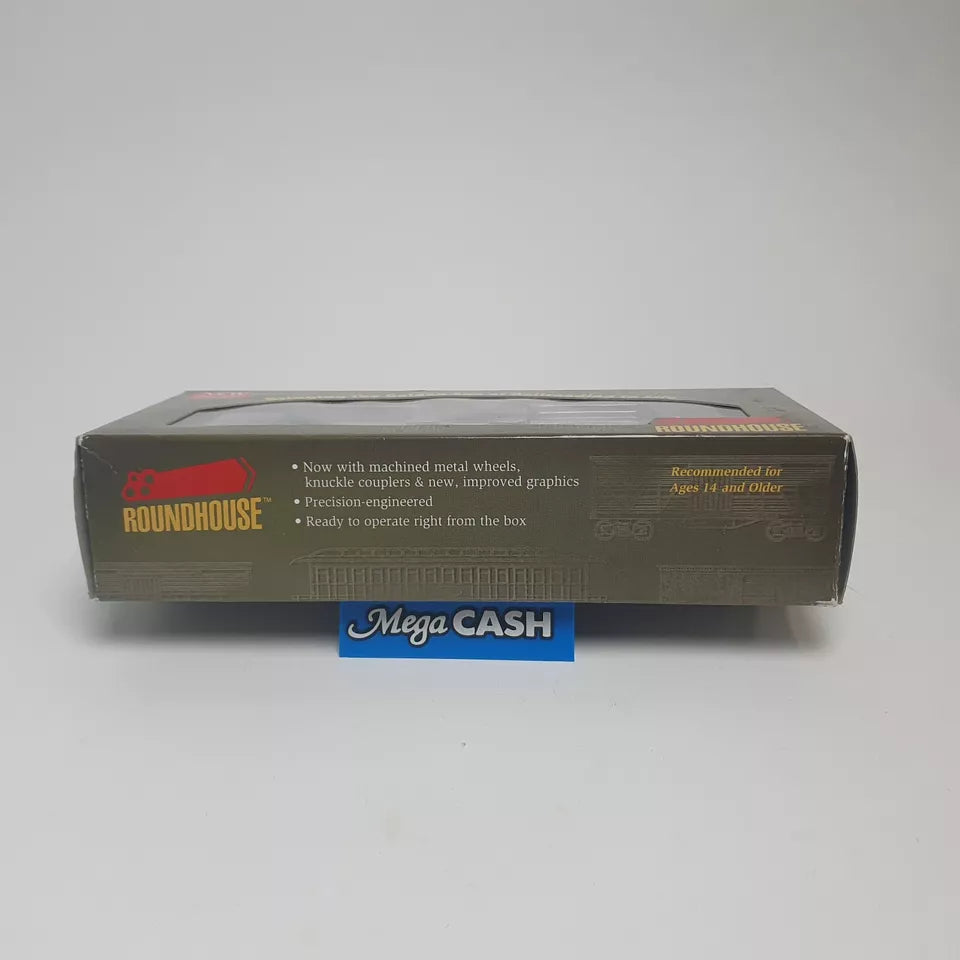 ROUNDHOUSE
ROUNDHOUSE™
• Now with machined metal wheels,
knuckle couplers & new, improved graphics
• Precision-engineered
• Ready to operate right from the box
Recommended for
Ages 14 and Older
Mega CASH